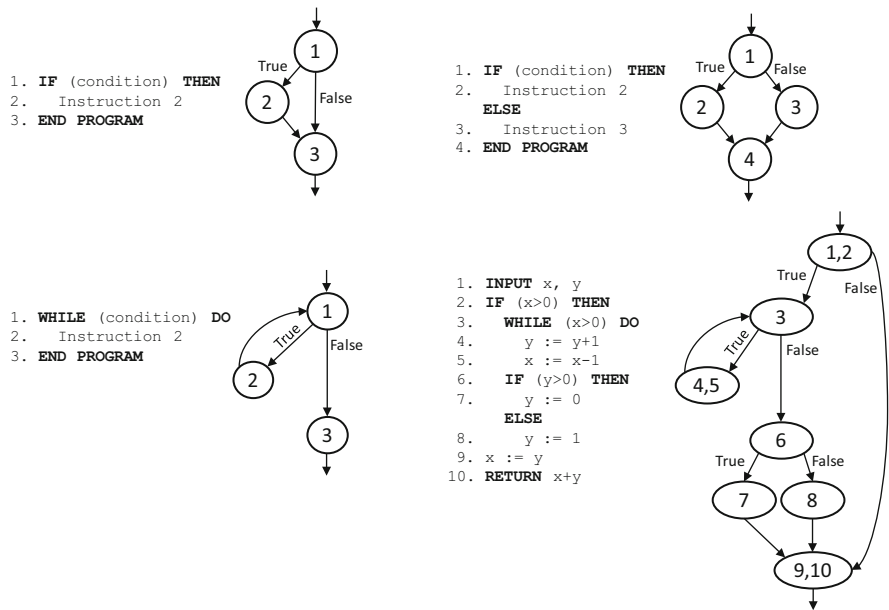 1. IF (condition) THEN
2. Instruction 2
3. END PROGRAM
1
True
2
False
3
1. IF (condition) THEN
2. Instruction 2
ELSE
3. Instruction 3
4. END PROGRAM
1
True
False
2
3
4
1. WHILE (condition) DO
2. Instruction 2
3. END PROGRAM
1
True
False
2
3
1. INPUT x, y
2. IF (x>0) THEN
3. WHILE (x>0) DO
4. y := y+1
5. x := x-1
6. IF (y>0) THEN
7. y := 0
ELSE
8. y := 1
9. x := y
10. RETURN x+y
1,2
True
False
3
True
False
4,5
6
True
False
7
8
9,10